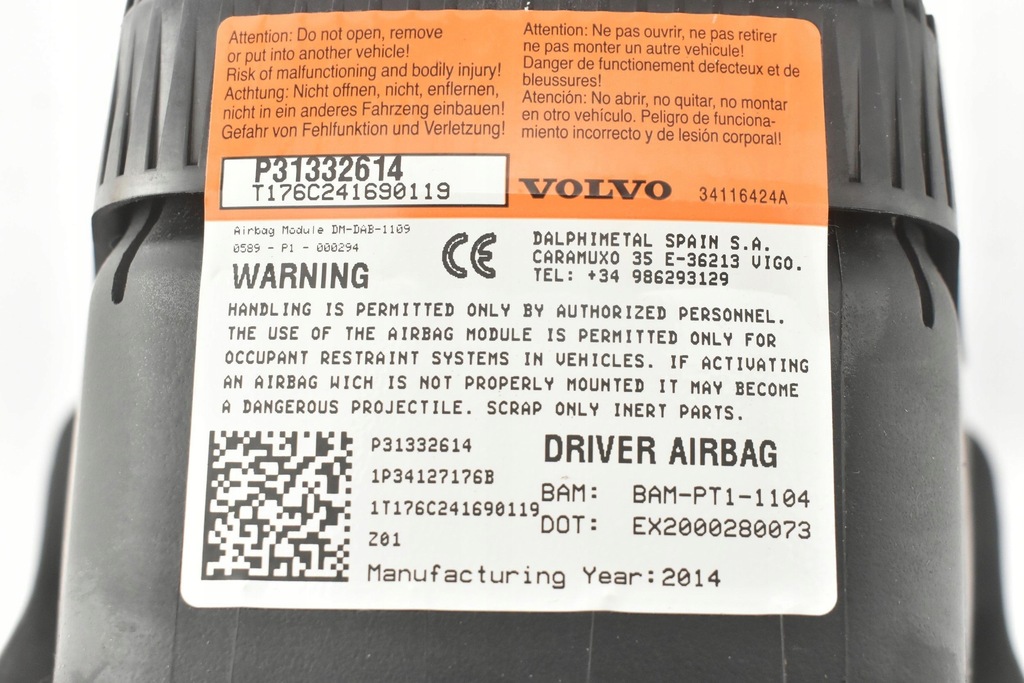 Attention: Do not open, remove
or put into another vehicle!
Risk of malfunctioning and bodily injury!
Acthtung: Nicht offnen, nicht, enflernen,
nicht in ein anderes Fahrzeng einbauen!
Gefahr von Fehlfunktion und Verletzung!
Attention: Ne pas ouvrir, ne pas retirer
ne pas monter un autre vehicule!
Danger de functionement defecteux et de
bleussures!
Atención: No abrir, no quitar, no montar
en otro vehículo. Peligro de funciona-
miento incorrecto y de lesión corporal!
P31332614
T176C241690119
VOLVO
34116424A
Airbag Module DM-DAB-1109
0589 - P1 - 000294
CE
DALPHIMETAL SPAIN S.A.
CARAMUXO 35 E-36213 VIGO.
TEL: +34 986293129
WARNING
HANDLING IS PERMITTED ONLY BY AUTHORIZED PERSONNEL.
THE USE OF THE AIRBAG MODULE IS PERMITTED ONLY FOR
OCCUPANT RESTRAINT SYSTEMS IN VEHICLES. IF ACTIVATING
AN AIRBAG WICH IS NOT PROPERLY MOUNTED IT MAY BECOME
A DANGEROUS PROJECTILE. SCRAP ONLY INERT PARTS.
P31332614
1P34127176B
1T176C241690119
Z01
DRIVER AIRBAG
BAM: BAM-PT1-1104
DOT: EX2000280073
Manufacturing Year:2014